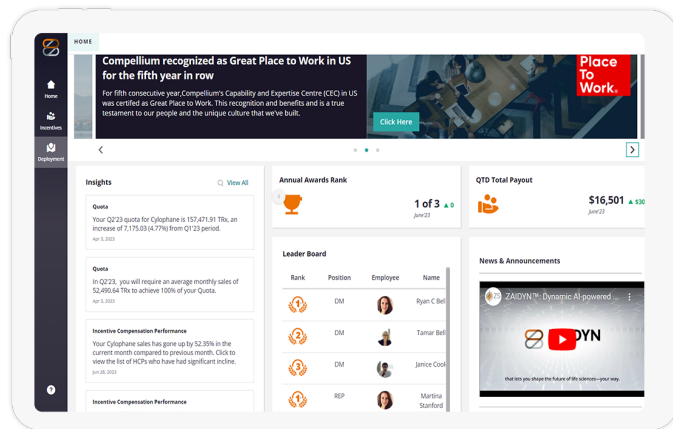 HOME
Compellium recognized as Great Place to Work in US
for the fifth year in row
For fifth consecutive year,Compellium's Capability and Expertise Centre (CEC) in US
was certifed as Great Place to Work. This recognition and benefits and is a true
testament to our people and the unique culture that we've built.
Click Here
Place
To
Work.
Home
Incentives
Deployment
Insights
View All
Quota
Your Q2'23 quota for Cylophane is 157,471.91 TRx, an
increase of 7,175.03 (4.77%) from Q1'23 period.
Apr 5, 2023
Quota
In Q2'23, you will require an average monthly sales of
52,490.64 TRx to achieve 100% of your Quota.
Apr 5, 2023
Incentive Compensation Performance
Your Cylophane sales has gone up by 52.35% in the
current month compared to previous month. Click to
view the list of HCPs who have had significant incline.
Jun 28, 2023
Incentive Compensation Performance
Annual Awards Rank
1 of 3 ▲ 0
June'23
QTD Total Payout
$16,501 ▲ $30
June'23
Leader Board
Rank Position Employee Name
1 DM Ryan C Bel
2 DM Tamar Bell
3 DM Janice Cook
1 REP Martina
Stanford
News & Announcements
ZS ZAIDYN™: Dynamic AI-powered ...
DYN
that lets you shape the future of life sciences—your way.
?